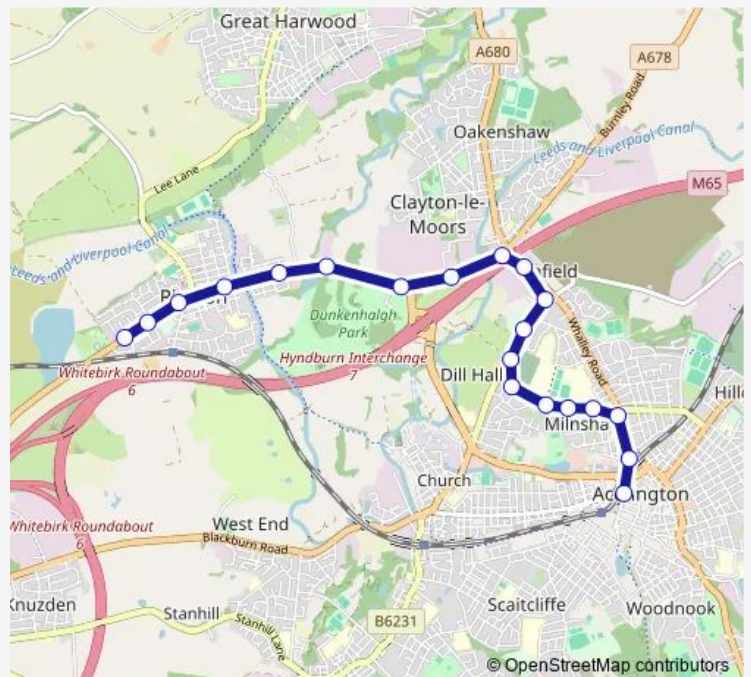 Great Harwood
A680
A678
Burnley Road
Oakenshaw
Leeds and Liverpool Canal
M65
Lee Lane
Clayton-le-
Moors
Leeds and Liverpool Canal
field
Dunkenhalgh
Park
Whalley Road
Hyndburn Interchange
7
Whitebirk Roundabout
6
Dill Hall
Milnsha
Church
Whitebirk Roundabout
6
West End
Blackburn Road
Knuzden
Stanhill
Stanhill Lane
B6231
Scaitcliffe
Woodnook
© OpenStreetMap contributors